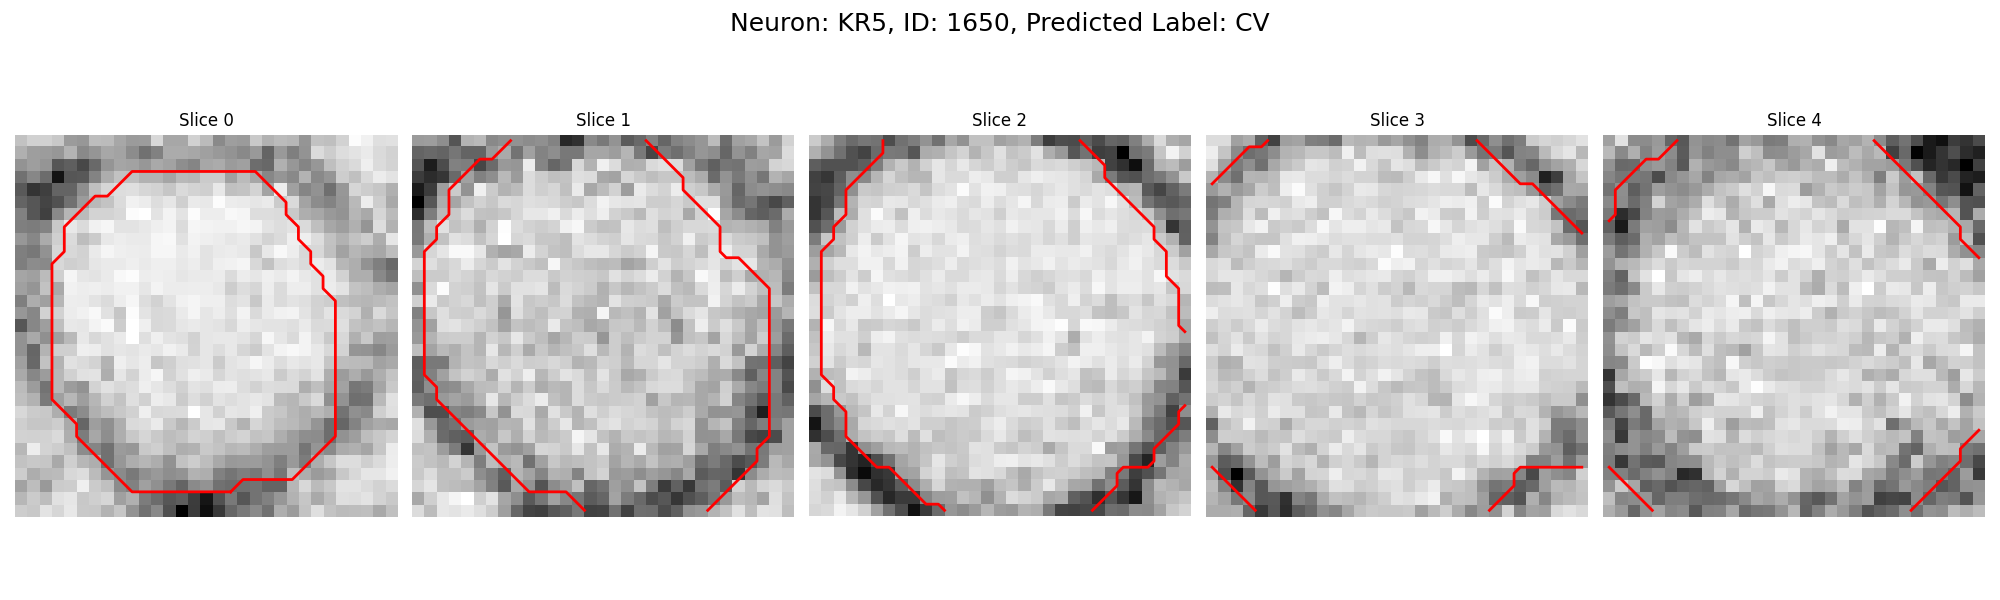 Neuron: KR5, ID: 1650, Predicted Label: CV
Slice 0
Slice 1
Slice 2
Slice 3
Slice 4